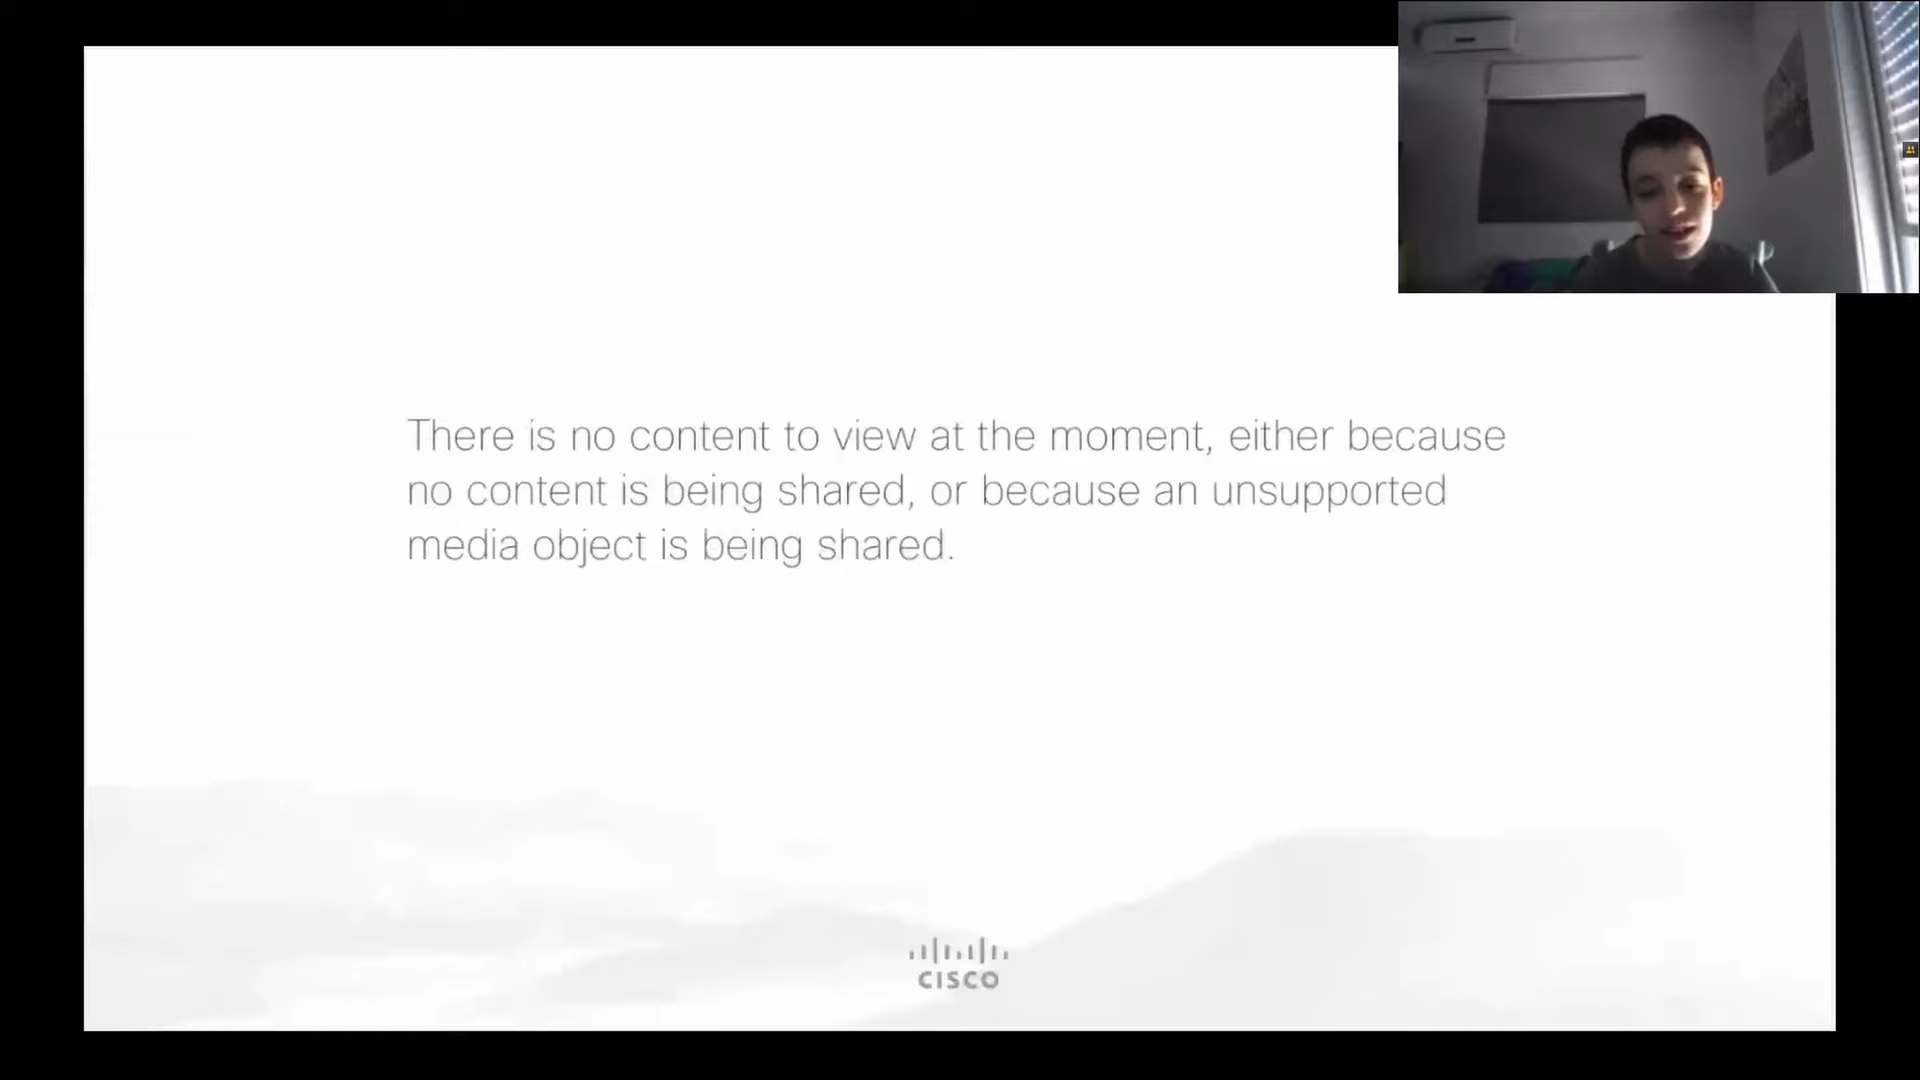 There is no content to view at the moment, either because
no content is being shared, or because an unsupported
media object is being shared.
CISCO